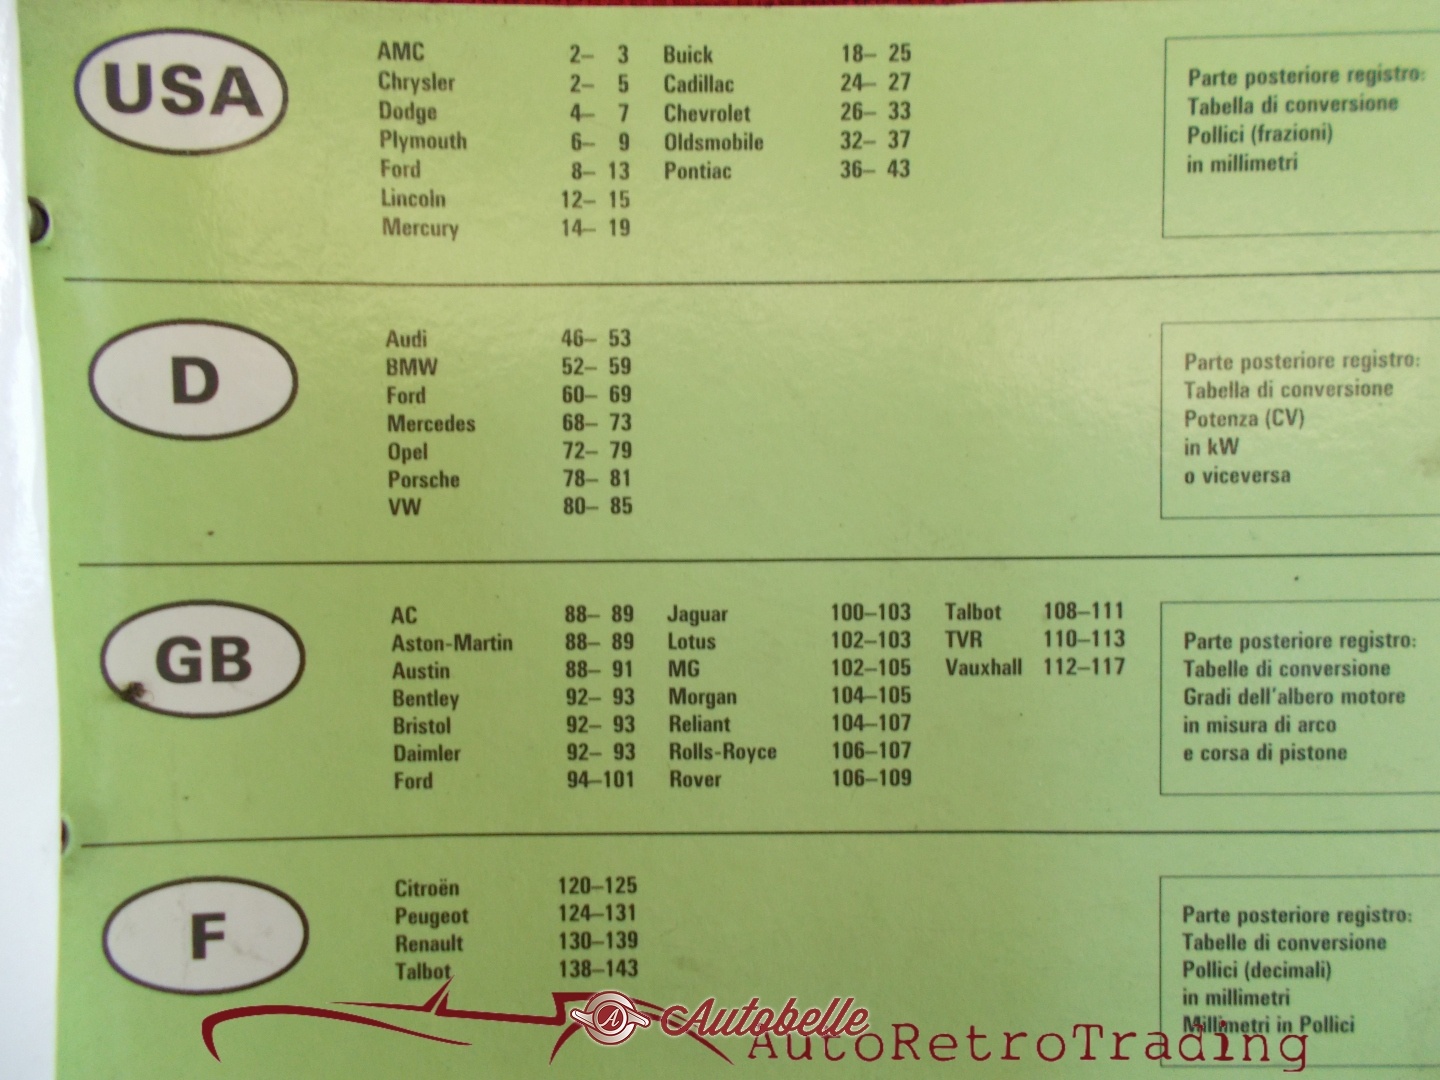 USA
AMC 2– 3 Buick 18– 25
Chrysler 2– 5 Cadillac 24– 27
Dodge 4– 7 Chevrolet 26– 33
Plymouth 6– 9 Oldsmobile 32– 37
Ford 8– 13 Pontiac 36– 43
Lincoln 12– 15
Mercury 14– 19
Parte posteriore registro:
Tabella di conversione
Pollici (frazioni)
in millimetri
D
Audi 46– 53
BMW 52– 59
Ford 60– 69
Mercedes 68– 73
Opel 72– 79
Porsche 78– 81
VW 80– 85
Parte posteriore registro:
Tabella di conversione
Potenza (CV)
in kW
o viceversa
GB
AC 88– 89 Jaguar 100–103 Talbot 108–111
Aston-Martin 88– 89 Lotus 102–103 TVR 110–113
Austin 88– 91 MG 102–105 Vauxhall 112–117
Bentley 92– 93 Morgan 104–105
Bristol 92– 93 Reliant 104–107
Daimler 92– 93 Rolls-Royce 106–107
Ford 94–101 Rover 106–109
Parte posteriore registro:
Tabelle di conversione
Gradi dell'albero motore
in misura di arco
e corsa di pistone
F
Citroën 120–125
Peugeot 124–131
Renault 130–139
Talbot 138–143
Parte posteriore registro:
Tabelle di conversione
Pollici (decimali)
in millimetri
Millimetri in Pollici
A Autobelle
AutoRetroTrading